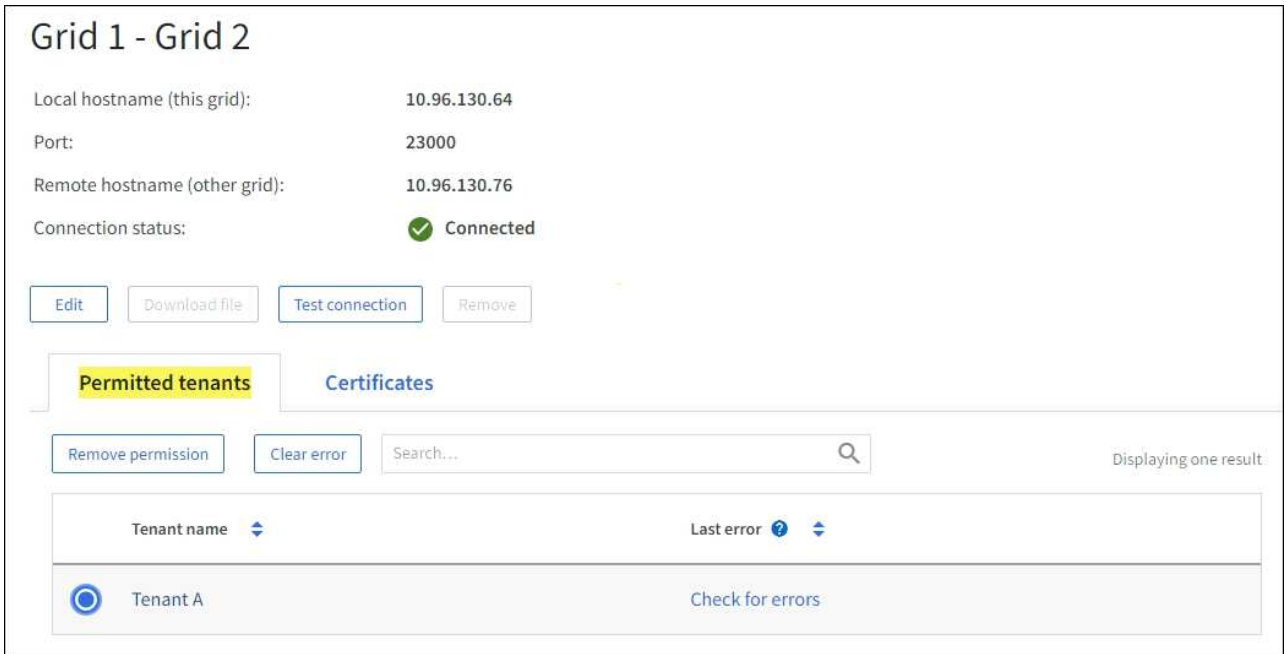 Grid 1 - Grid 2
Local hostname (this grid): 10.96.130.64
Port: 23000
Remote hostname (other grid): 10.96.130.76
Connection status: Connected
Edit Download file Test connection Remove
Permitted tenants Certificates
Remove permission Clear error Search... Displaying one result
Tenant name Last error ?
Tenant A Check for errors